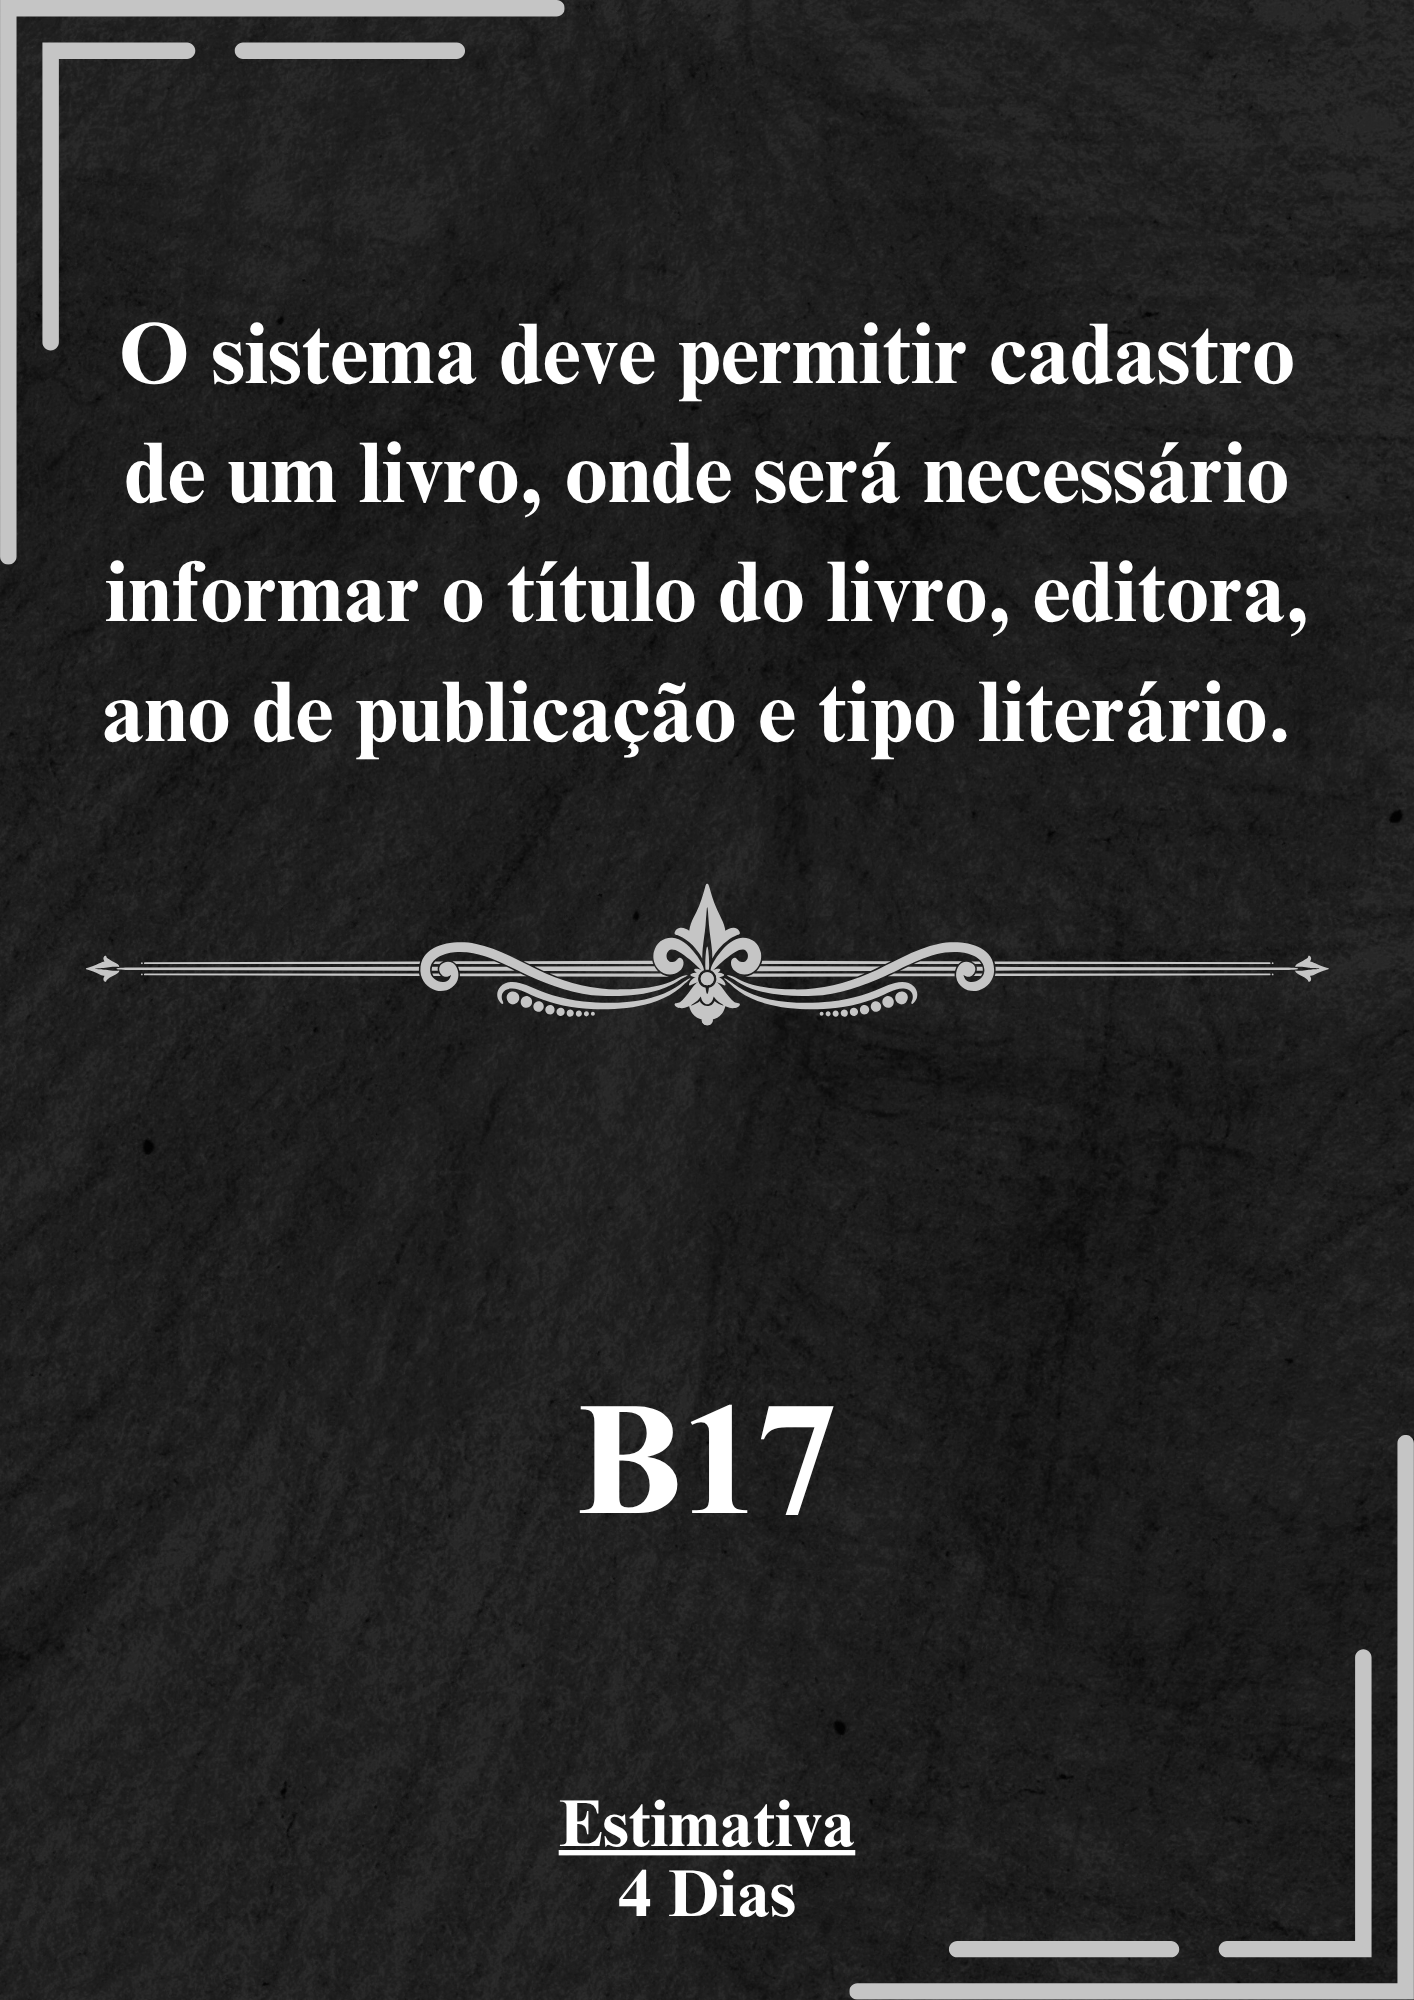 O sistema deve permitir cadastro
de um livro, onde será necessário
informar o título do livro, editora,
ano de publicação e tipo literário.
B17
Estimativa
4 Dias